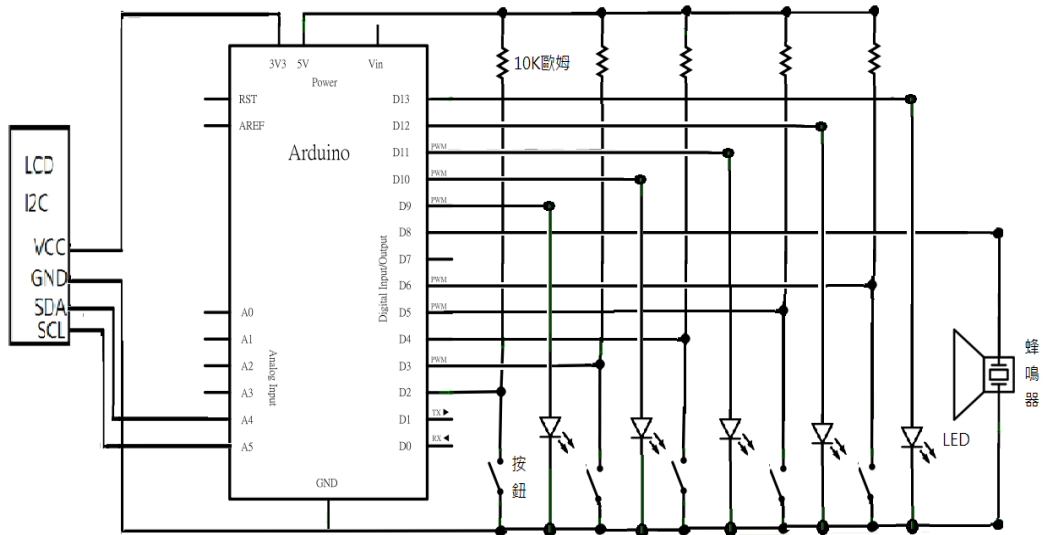 3V3
5V
Vin
Power
10K歐姆
RST
AREF
Arduino
D13
D12
PWM
D11
PWM
D10
PWM
D9
D8
D7
PWM
D6
PWM
D5
D4
PWM
D3
D2
TX
D1
RX
D0
Digital Input/Output
LCD
I2C
VCC
GND
SDA
SCL
A0
A1
A2
A3
A4
A5
Analog Input
GND
按
鈕
LED
蜂
鳴
器